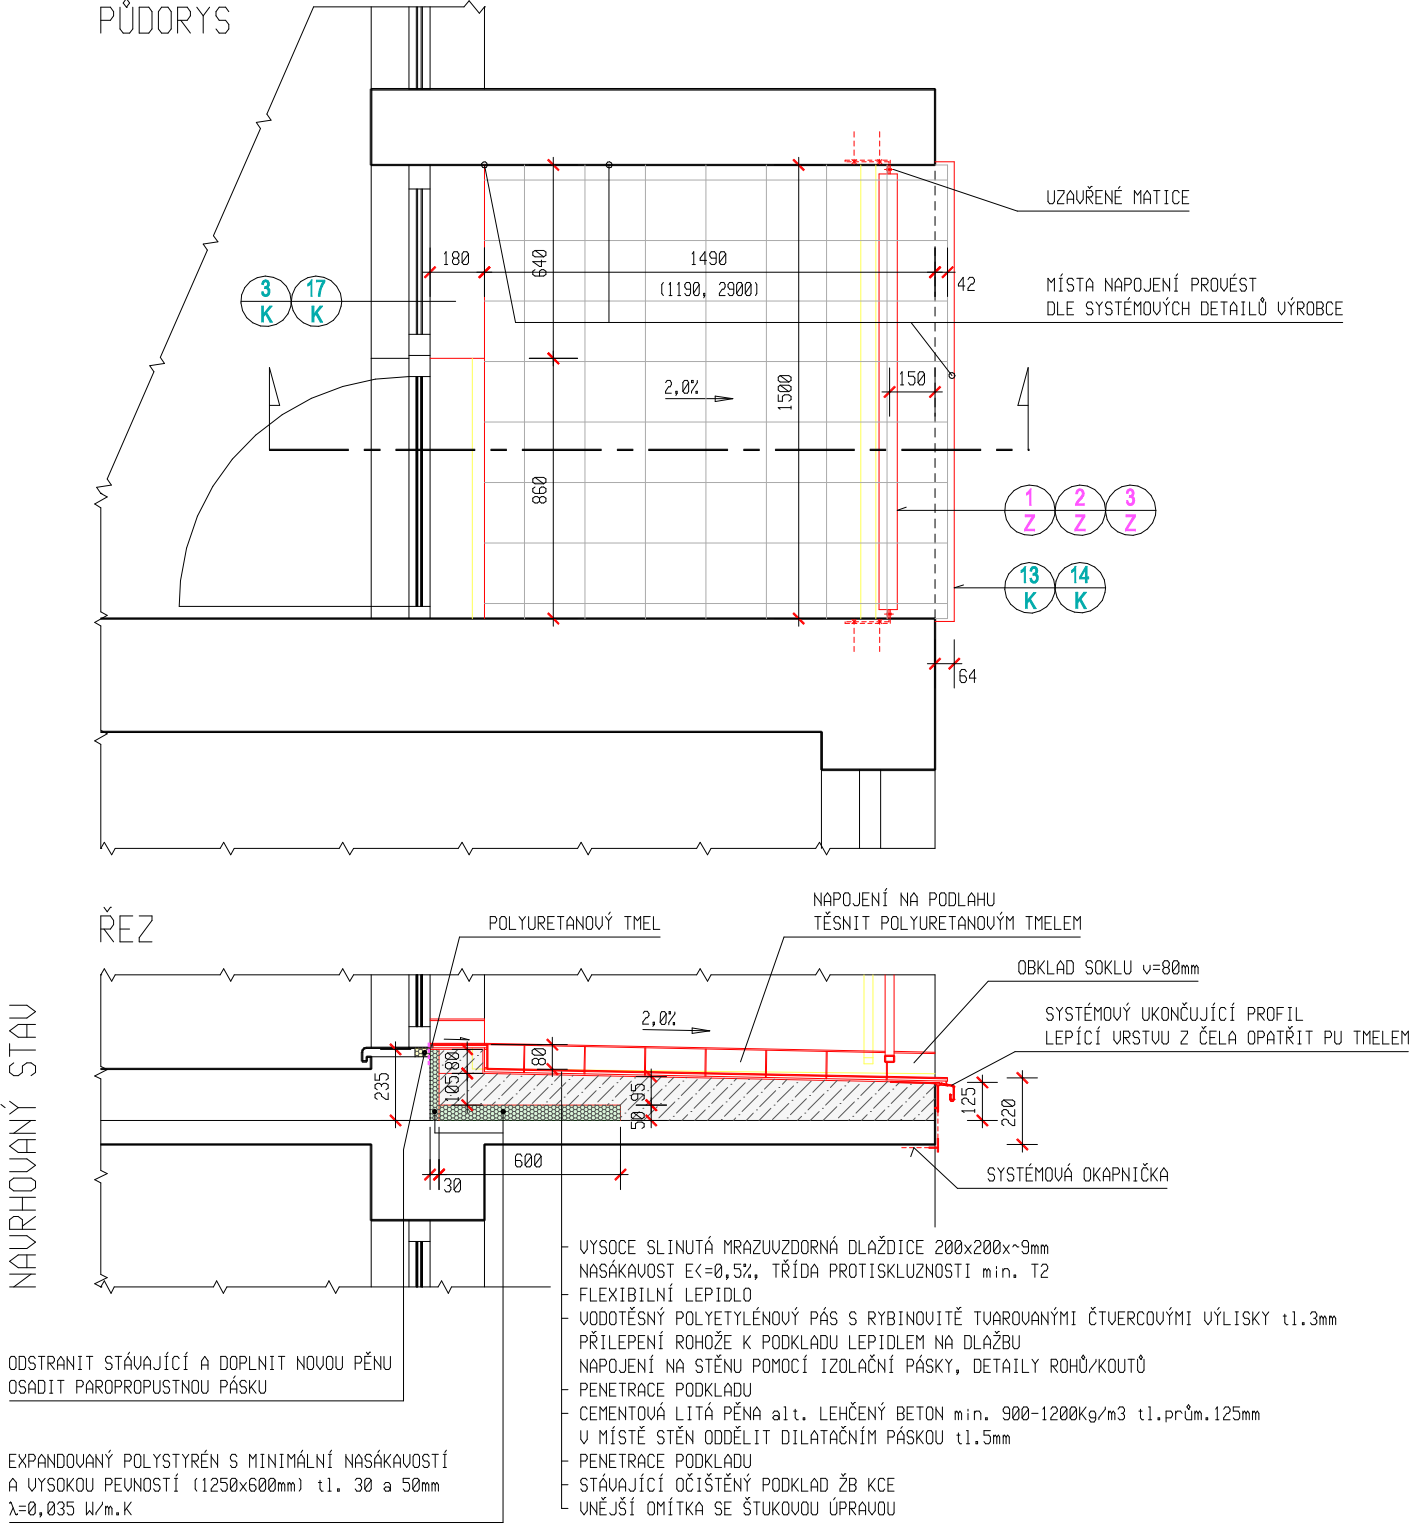 PŮDORYS
UZAVŘENÉ MATICE
180
640
1490
(1190, 2900)
42
3 17
K K
MÍSTA NAPOJENÍ PROVÉST
DLE SYSTÉMOVÝCH DETAILŮ VÝROBCE
2,0%
1500
150
860
1 2 3
Z Z Z
13 14
K K
64
ŘEZ
NAVRHOVANÝ STAV
POLYURETANOVÝ TMEL
NAPOJENÍ NA PODLAHU
TĚSNIT POLYURETANOVÝM TMELEM
OBKLAD SOKLU v=80mm
SYSTÉMOVÝ UKONČUJÍCÍ PROFIL
LEPÍCÍ VRSTVU Z ČELA OPATŘIT PU TMELEM
2,0%
235
80
105
80
95
50
125
220
600
30
SYSTÉMOVÁ OKAPNIČKA
VYSOCE SLINUTÁ MRAZUVZDORNÁ DLAŽDICE 200x200x~9mm
NASÁKAVOST E<=0,5%, TŘÍDA PROTISKLUZNOSTI min. T2
FLEXIBILNÍ LEPIDLO
VODOTĚSNÝ POLYETYLÉNOVÝ PÁS S RYBINOVITĚ TVAROVANÝMI ČTVERCOVÝMI VÝLISKY tl.3mm
PŘILEPENÍ ROHOŽE K PODKLADU LEPIDLEM NA DLAŽBU
NAPOJENÍ NA STĚNU POMOCÍ IZOLAČNÍ PÁSKY, DETAILY ROHŮ/KOUTŮ
PENETRACE PODKLADU
CEMENTOVÁ LITÁ PĚNA alt. LEHČENÝ BETON min. 900-1200Kg/m3 tl.prům.125mm
V MÍSTĚ STĚN ODDĚLIT DILATAČNÍM PÁSKOU tl.5mm
PENETRACE PODKLADU
STÁVAJÍCÍ OČIŠTĚNÝ PODKLAD ŽB KCE
VNĚJŠÍ OMÍTKA SE ŠTUKOVOU ÚPRAVOU
ODSTRANIT STÁVAJÍCÍ A DOPLNIT NOVOU PĚNU
OSADIT PAROPROPUSTNOU PÁSKU
EXPANDOVANÝ POLYSTYRÉN S MINIMÁLNÍ NASÁKAVOSTÍ
A VYSOKOU PEVNOSTÍ (1250x600mm) tl. 30 a 50mm
λ=0,035 W/m.K